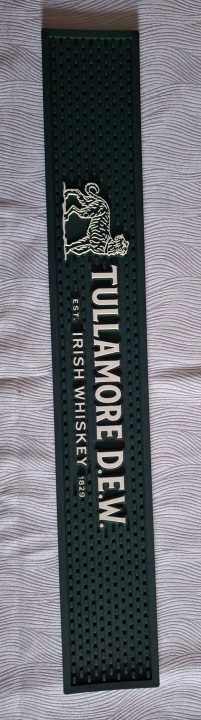 TULLAMORE D.E.W.
EST. IRISH WHISKEY 1829